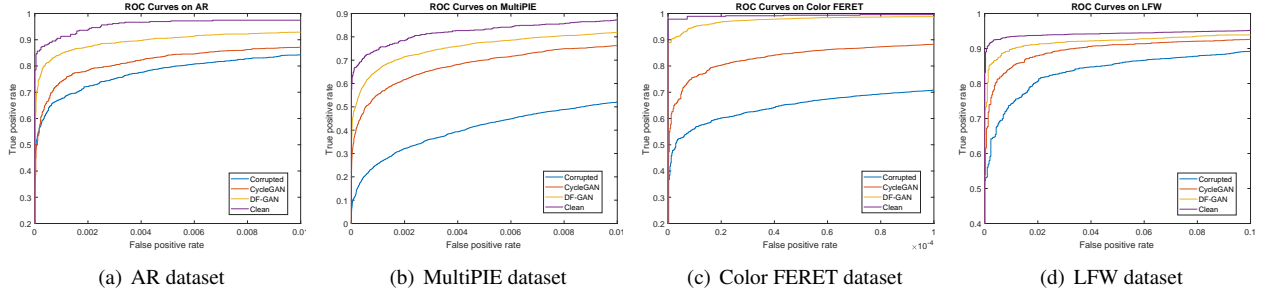 ROC Curves on AR
True positive rate
1
0.9
0.8
0.7
0.6
0.5
0.4
0.3
0.2
Corrupted
CycleGAN
DF-GAN
Clean
0 0.002 0.004 0.006 0.008 0.01
False positive rate
(a) AR dataset
ROC Curves on MultiPIE
True positive rate
0.9
0.8
0.7
0.6
0.5
0.4
0.3
0.2
0.1
0
Corrupted
CycleGAN
DF-GAN
Clean
0 0.002 0.004 0.006 0.008 0.01
False positive rate
(b) MultiPIE dataset
ROC Curves on Color FERET
True positive rate
1
0.9
0.8
0.7
0.6
0.5
0.4
0.3
0.2
Corrupted
CycleGAN
DF-GAN
Clean
0 0.2 0.4 0.6 0.8 1
False positive rate ×10⁻⁴
(c) Color FERET dataset
ROC Curves on LFW
True positive rate
1
0.9
0.8
0.7
0.6
0.5
0.4
Corrupted
CycleGAN
DF-GAN
Clean
0 0.02 0.04 0.06 0.08 0.1
False positive rate
(d) LFW dataset